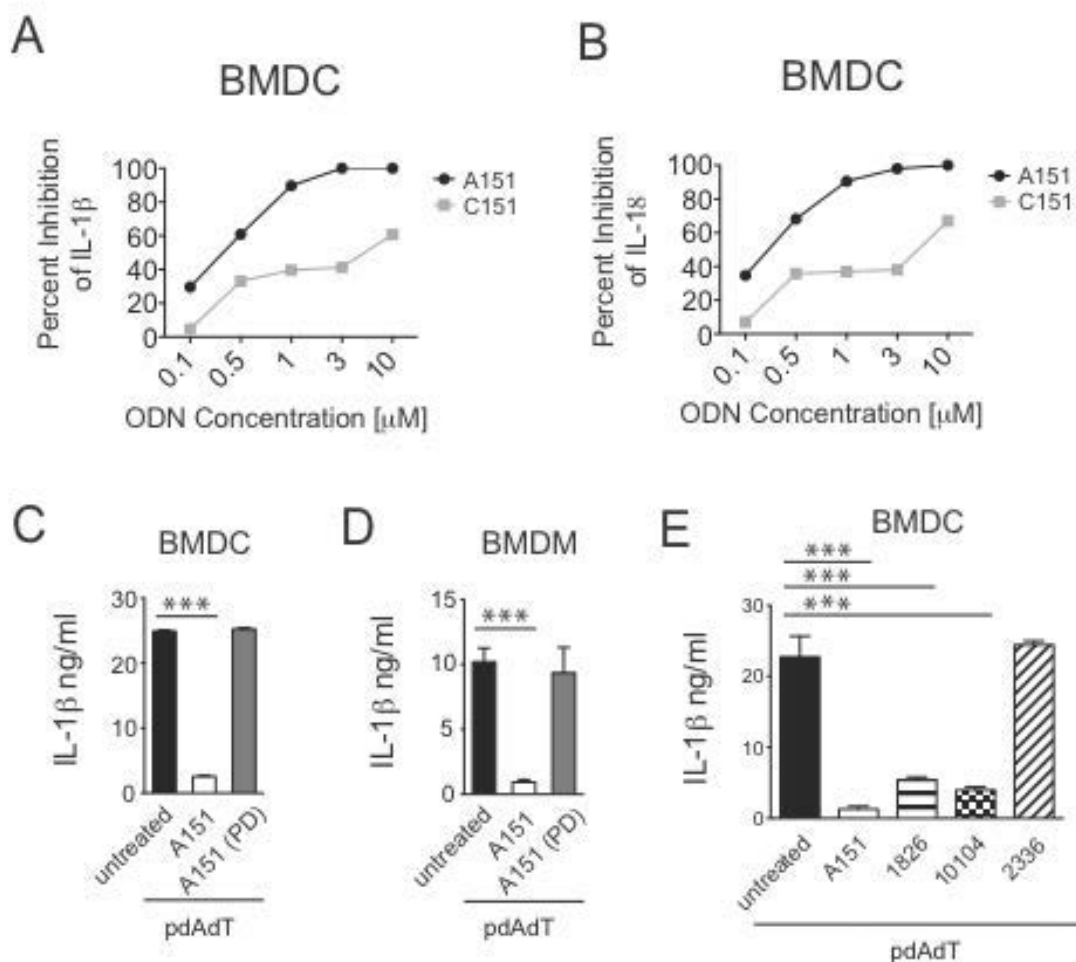 A
BMDC
Percent Inhibition
of IL-1β
100
80
60
40
20
0
0.1
0.5
1
3
10
ODN Concentration [μM]
A151
C151
B
BMDC
Percent Inhibition
of IL-18
100
80
60
40
20
0
0.1
0.5
1
3
10
ODN Concentration [μM]
A151
C151
C
BMDC
IL-1β ng/ml
30
20
10
0
***
untreated
A151
A151 (PD)
pdAdT
D
BMDM
IL-1β ng/ml
15
10
5
0
***
untreated
A151
A151 (PD)
pdAdT
E
BMDC
***
***
***
IL-1β ng/ml
30
20
10
0
untreated
A151
1826
10104
2336
pdAdT